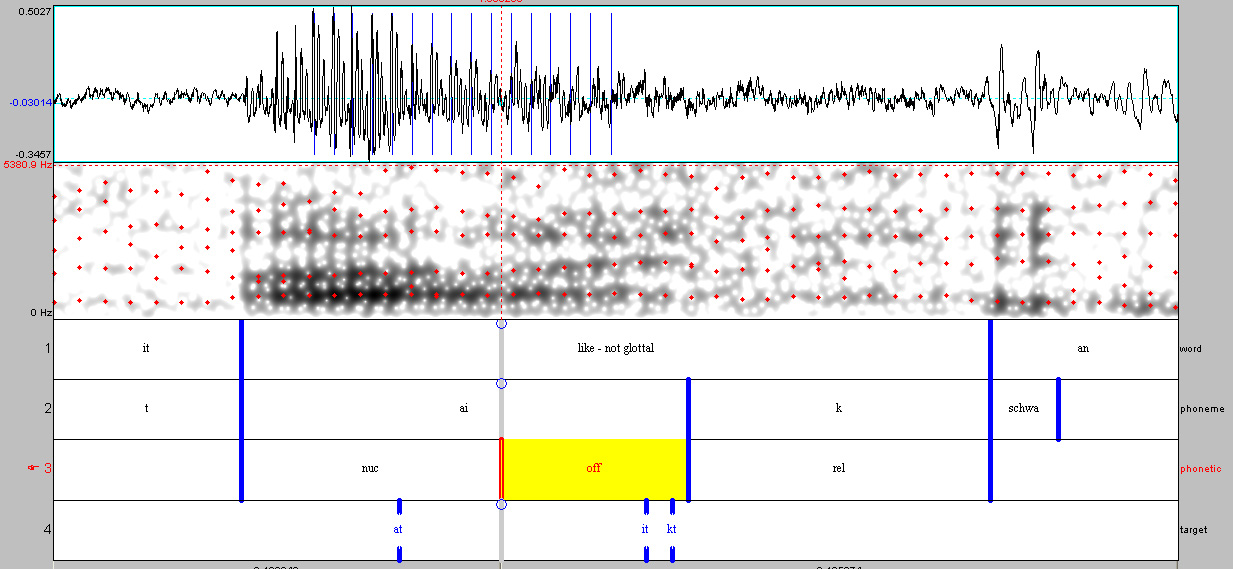 0.5027
-0.03014
-0.3457
5380.9 Hz
0 Hz
1 it like - not glottal an word
2 t ai k schwa phoneme
3 nuc off rel phonetic
4 at it kt target